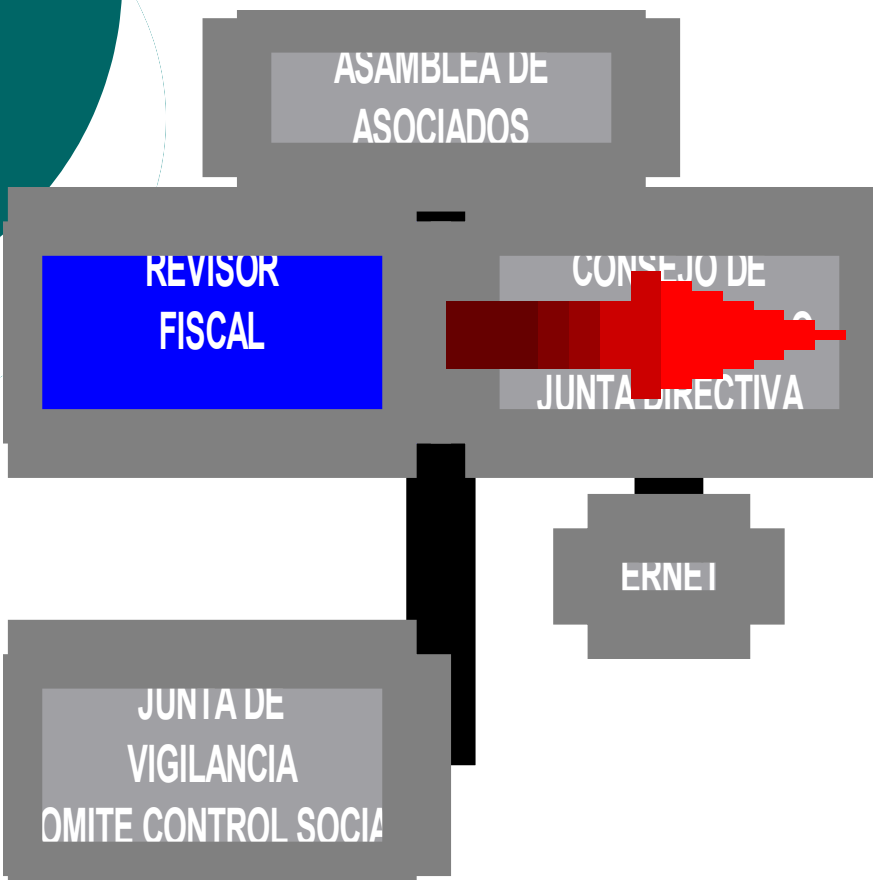 ASAMBLEA DE
ASOCIADOS
REVISOR
FISCAL
CONSEJO DE
JUNTA DIRECTIVA
ERNET
JUNTA DE
VIGILANCIA
OMITE CONTROL SOCIA